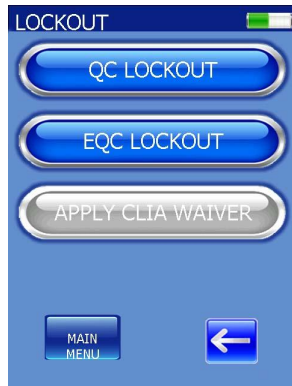 LOCKOUT
QC LOCKOUT
EQC LOCKOUT
APPLY CLIA WAIVER
MAIN
MENU